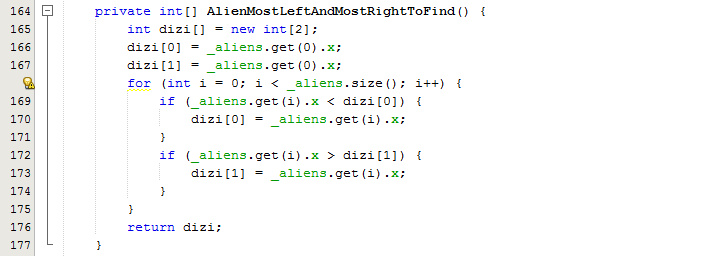 164 private int[] AlienMostLeftAndMostRightToFind() {
165 int dizi[] = new int[2];
166 dizi[0] = _aliens.get(0).x;
167 dizi[1] = _aliens.get(0).x;
for (int i = 0; i < _aliens.size(); i++) {
169 if (_aliens.get(i).x < dizi[0]) {
170 dizi[0] = _aliens.get(i).x;
171 }
172 if (_aliens.get(i).x > dizi[1]) {
173 dizi[1] = _aliens.get(i).x;
174 }
175 }
176 return dizi;
177 }